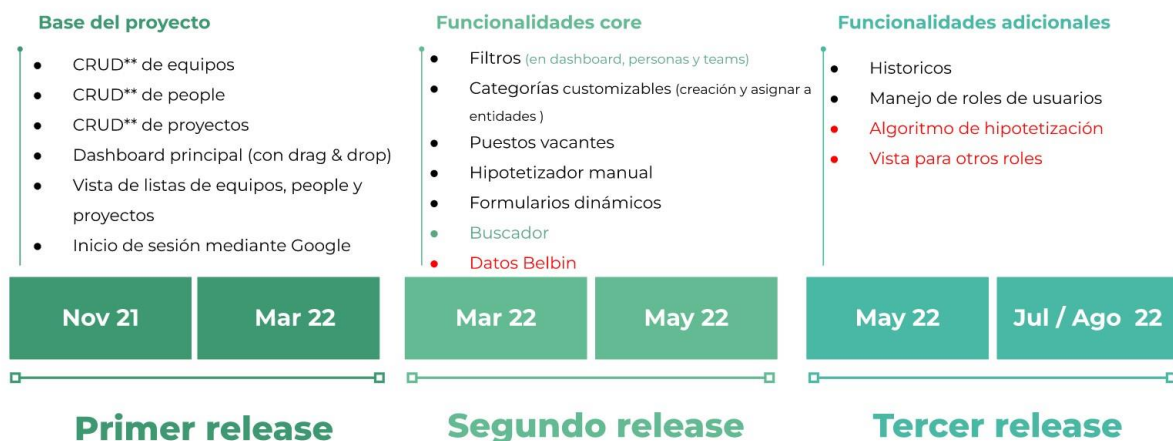 Base del proyecto
● CRUD** de equipos
● CRUD** de people
● CRUD** de proyectos
● Dashboard principal (con drag & drop)
● Vista de listas de equipos, people y
proyectos
● Inicio de sesión mediante Google
Nov 21
Mar 22
Primer release
Funcionalidades core
● Filtros (en dashboard, personas y teams)
● Categorías customizables (creación y asignar a
entidades )
● Puestos vacantes
● Hipotetizador manual
● Formularios dinámicos
● Buscador
● Datos Belbin
Mar 22
May 22
Segundo release
Funcionalidades adicionales
● Historicos
● Manejo de roles de usuarios
● Algoritmo de hipotetización
● Vista para otros roles
May 22
Jul / Ago 22
Tercer release